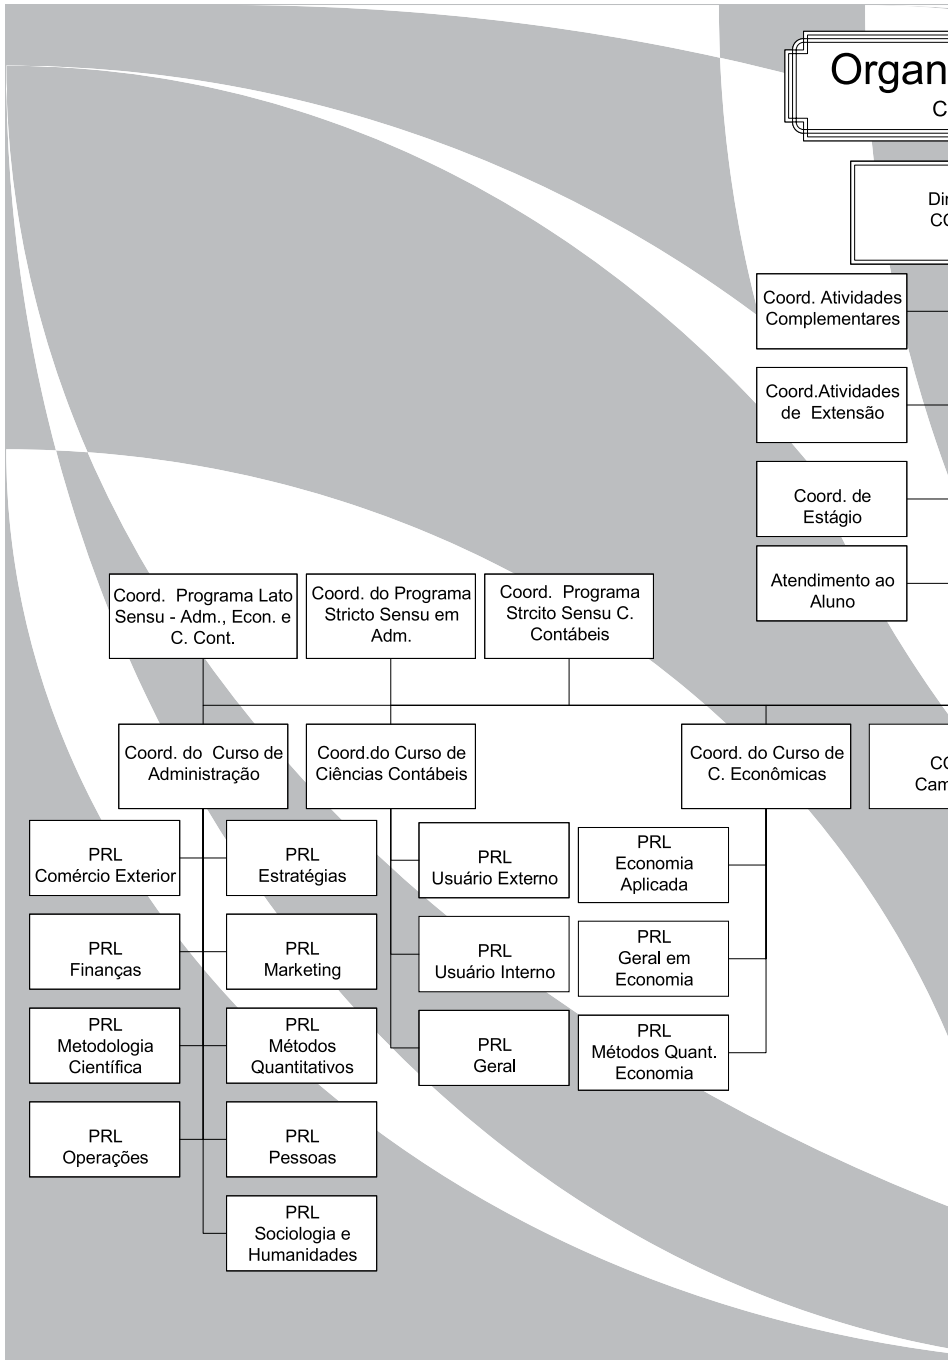 Organ
C
Dir
CC
Coord. Atividades
Complementares
Coord.Atividades
de Extensão
Coord. de
Estágio
Atendimento ao
Aluno
Coord. Programa Lato
Sensu - Adm., Econ. e
C. Cont.
Coord. do Programa
Stricto Sensu em
Adm.
Coord. Programa
Strcito Sensu C.
Contábeis
Coord. do Curso de
Administração
Coord.do Curso de
Ciências Contábeis
Coord. do Curso de
C. Econômicas
CO
Cam
PRL
Comércio Exterior
PRL
Estratégias
PRL
Usuário Externo
PRL
Economia
Aplicada
PRL
Finanças
PRL
Marketing
PRL
Usuário Interno
PRL
Geral em
Economia
PRL
Metodologia
Científica
PRL
Métodos
Quantitativos
PRL
Geral
PRL
Métodos Quant.
Economia
PRL
Operações
PRL
Pessoas
PRL
Sociologia e
Humanidades